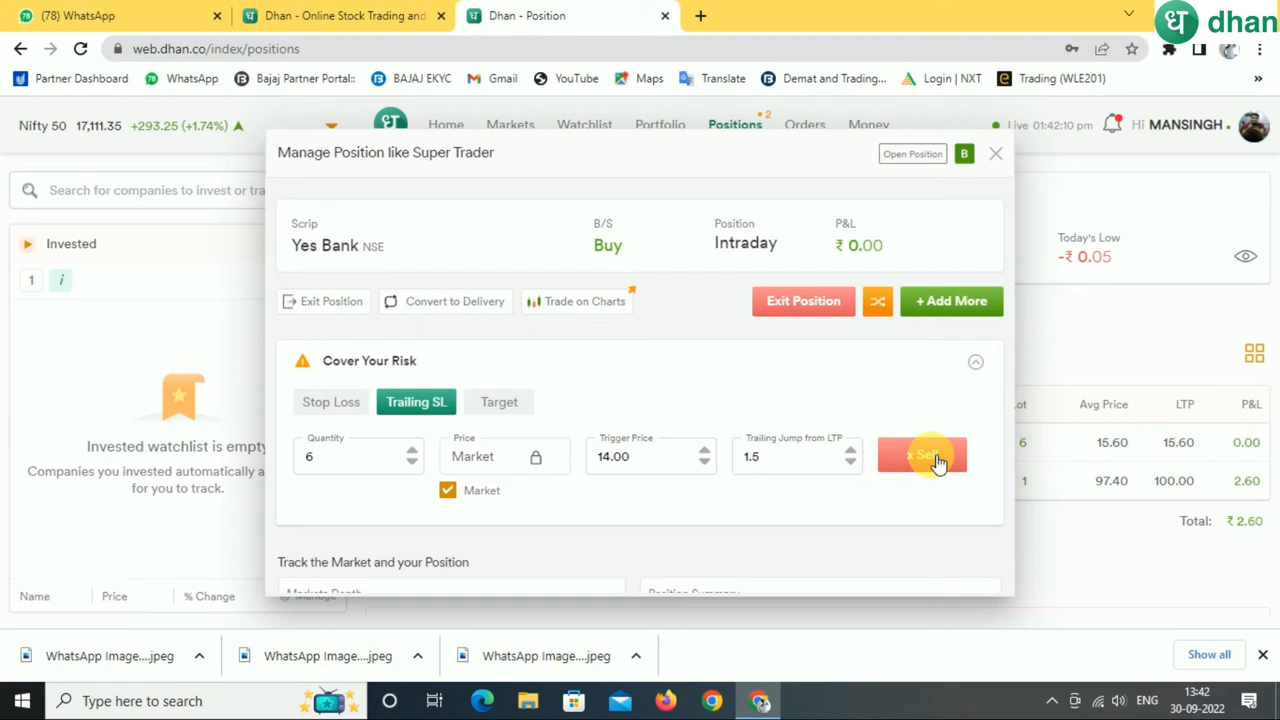 (78) WhatsApp
Dhan - Online Stock Trading and
Dhan - Position
धा dhan
web.dhan.co/index/positions
Partner Dashboard
WhatsApp
Bajaj Partner Portal::
BAJAJ EKYC
Gmail
YouTube
Maps
Translate
Demat and Trading...
Login | NXT
Trading (WLE201)
»
Nifty 50 17,111.35 +293.25 (+1.74%)
Home
Markets
Watchlist
Portfolio
Positions 2
Orders
Money
Live 01:42:10 pm
Hi MANSINGH
Manage Position like Super Trader
Open Position
B
Search for companies to invest or tra
Scrip
B/S
Position
P&L
Yes Bank NSE
Buy
Intraday
₹ 0.00
Today's Low
-₹ 0.05
Invested
1
i
Exit Position
Convert to Delivery
Trade on Charts
Exit Position
+ Add More
Cover Your Risk
Stop Loss
Trailing SL
Target
Quantity
6
Price
Market
Trigger Price
14.00
Trailing Jump from LTP
1.5
x Sell
Market
ot
Avg Price
LTP
P&L
6
15.60
15.60
0.00
1
97.40
100.00
2.60
Total: ₹ 2.60
Invested watchlist is empty
Companies you invested automatically a
for you to track.
Track the Market and your Position
Markets Depth
Position Summary
Name
Price
% Change
Manage
WhatsApp Image....jpeg
WhatsApp Image....jpeg
WhatsApp Image....jpeg
Show all
Type here to search
ENG
13:42
30-09-2022